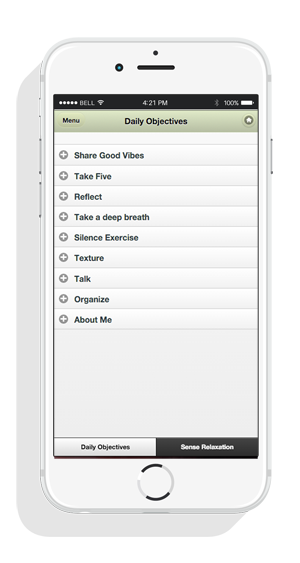 BELL 4:21 PM 100%
Menu Daily Objectives
Share Good Vibes
Take Five
Reflect
Take a deep breath
Silence Exercise
Texture
Talk
Organize
About Me
Daily Objectives Sense Relaxation